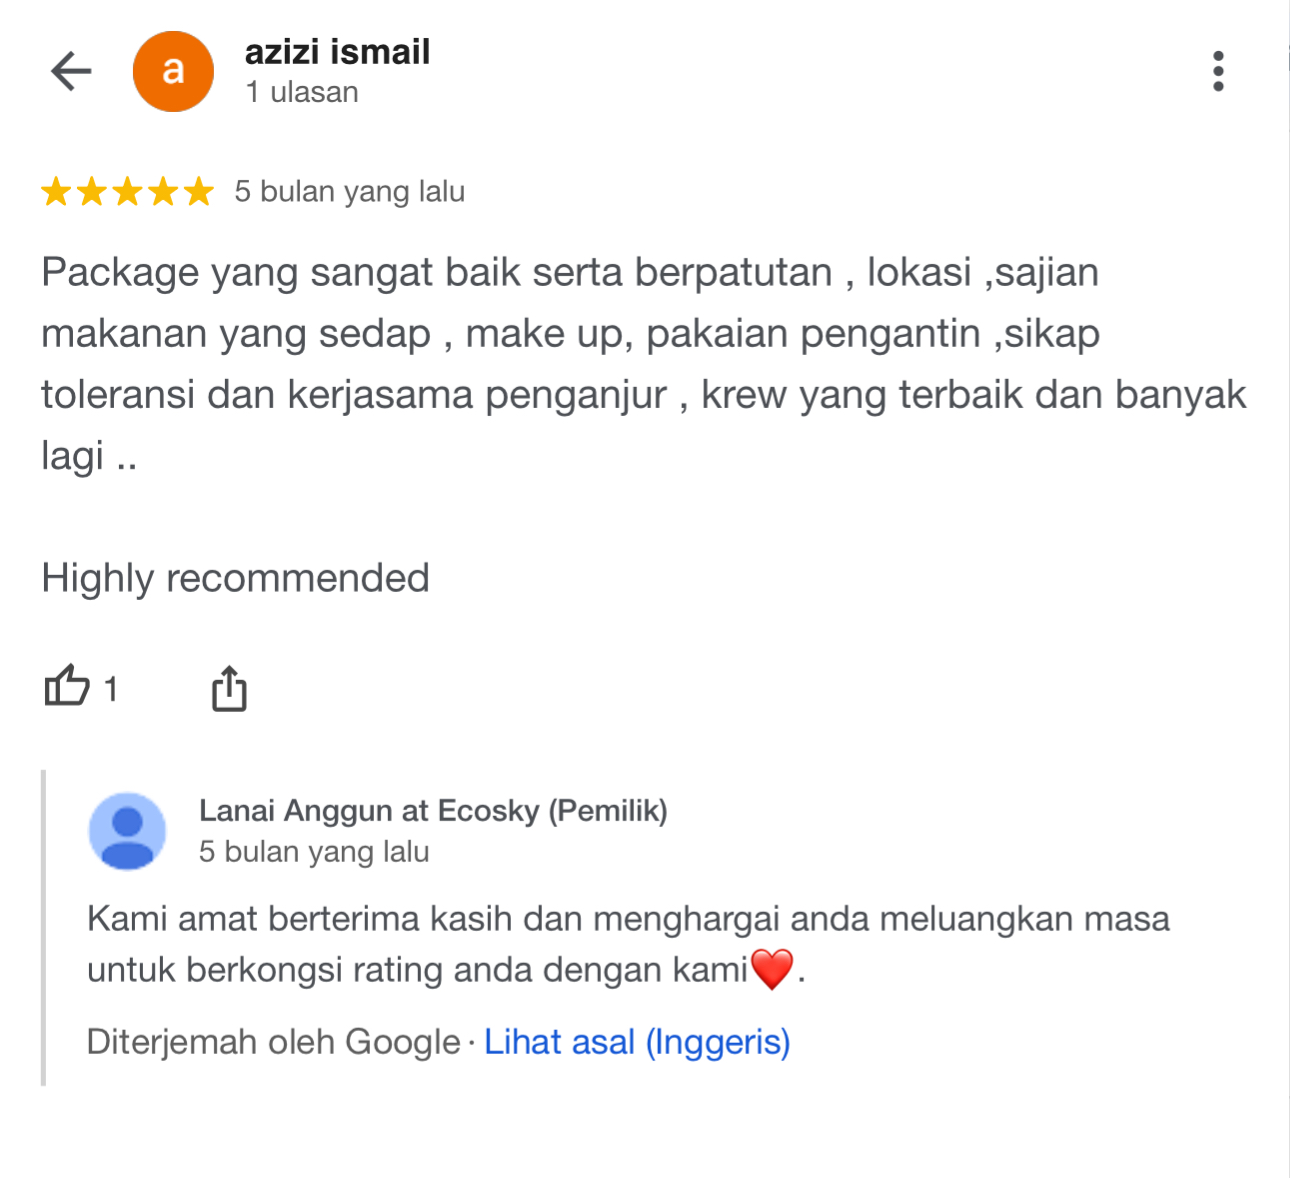 a
azizi ismail
1 ulasan
5 bulan yang lalu
Package yang sangat baik serta berpatutan , lokasi ,sajian
makanan yang sedap , make up, pakaian pengantin ,sikap
toleransi dan kerjasama penganjur , krew yang terbaik dan banyak
lagi ..
Highly recommended
1
Lanai Anggun at Ecosky (Pemilik)
5 bulan yang lalu
Kami amat berterima kasih dan menghargai anda meluangkan masa
untuk berkongsi rating anda dengan kami❤️.
Diterjemah oleh Google · Lihat asal (Inggeris)